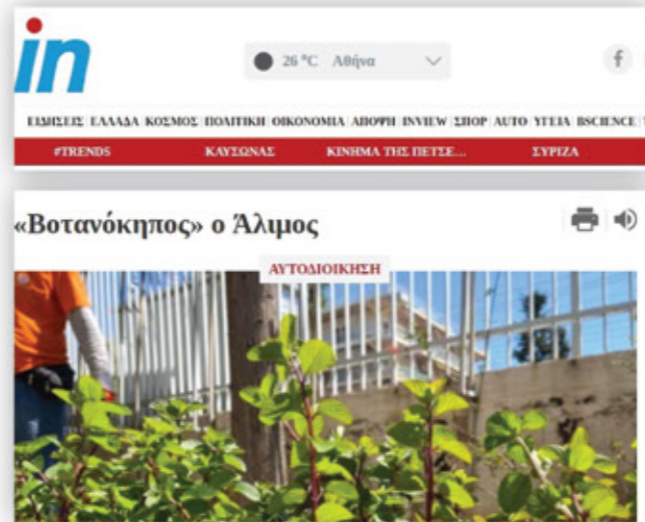 in
26 °C Αθήνα
f
ΕΙΔΗΣΕΙΣ ΕΛΛΑΔΑ ΚΟΣΜΟΣ ΠΟΛΙΤΙΚΗ ΟΙΚΟΝΟΜΙΑ ΑΠΟΨΗ INVIEW ΣΠΟΡ AUTO ΥΓΕΙΑ BSCIENCE
#TRENDS ΚΑΥΣΩΝΑΣ ΚΙΝΗΜΑ ΤΗΣ ΠΕΤΣΕ... ΣΥΡΙΖΑ
«Βοτανόκηπος» ο Άλιμος
ΑΥΤΟΔΙΟΙΚΗΣΗ